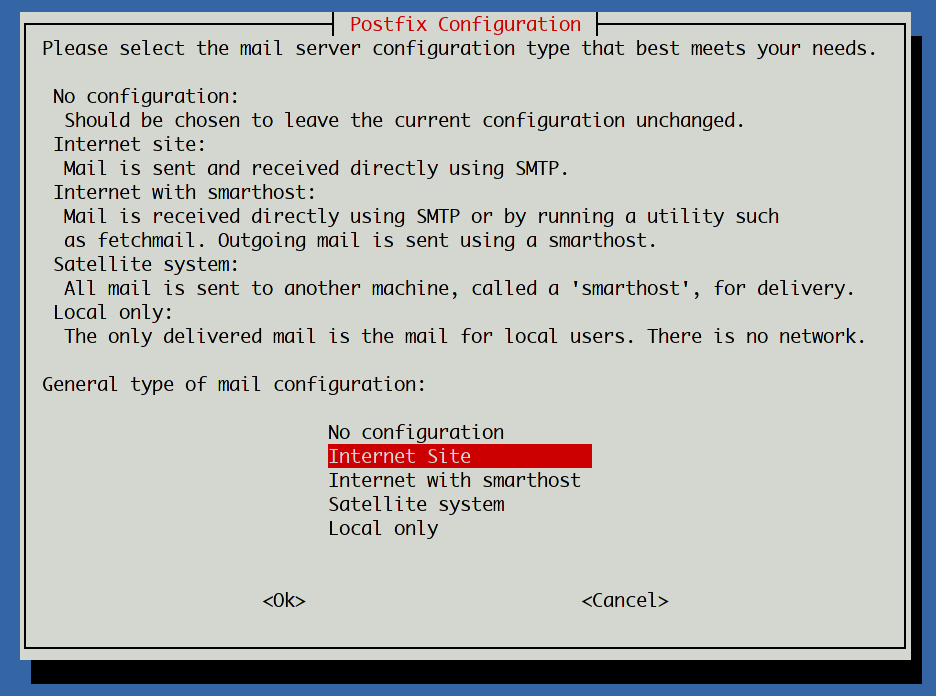 Postfix Configuration
Please select the mail server configuration type that best meets your needs.
No configuration:
Should be chosen to leave the current configuration unchanged.
Internet site:
Mail is sent and received directly using SMTP.
Internet with smarthost:
Mail is received directly using SMTP or by running a utility such
as fetchmail. Outgoing mail is sent using a smarthost.
Satellite system:
All mail is sent to another machine, called a 'smarthost', for delivery.
Local only:
The only delivered mail is the mail for local users. There is no network.
General type of mail configuration:
No configuration
Internet Site
Internet with smarthost
Satellite system
Local only
<Ok> <Cancel>